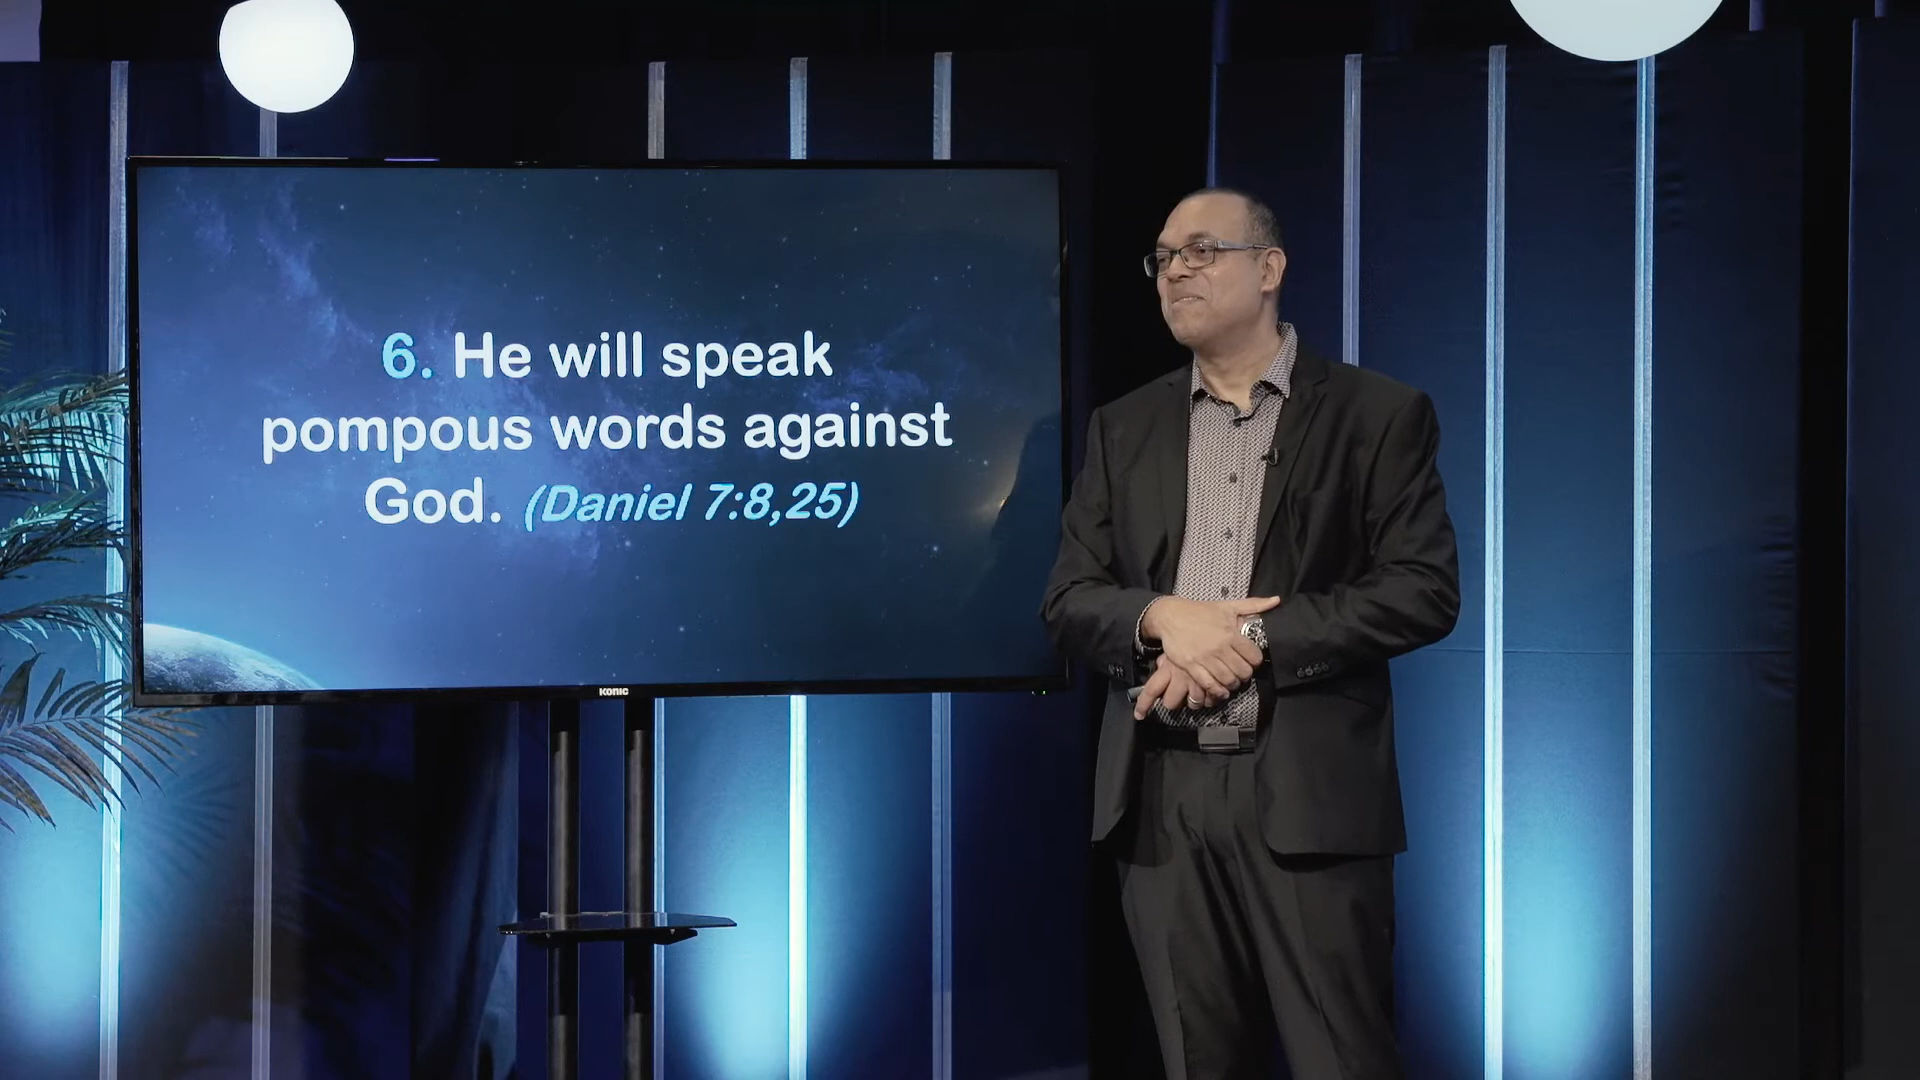 6. He will speak
pompous words against
God. (Daniel 7:8,25)
KONIC